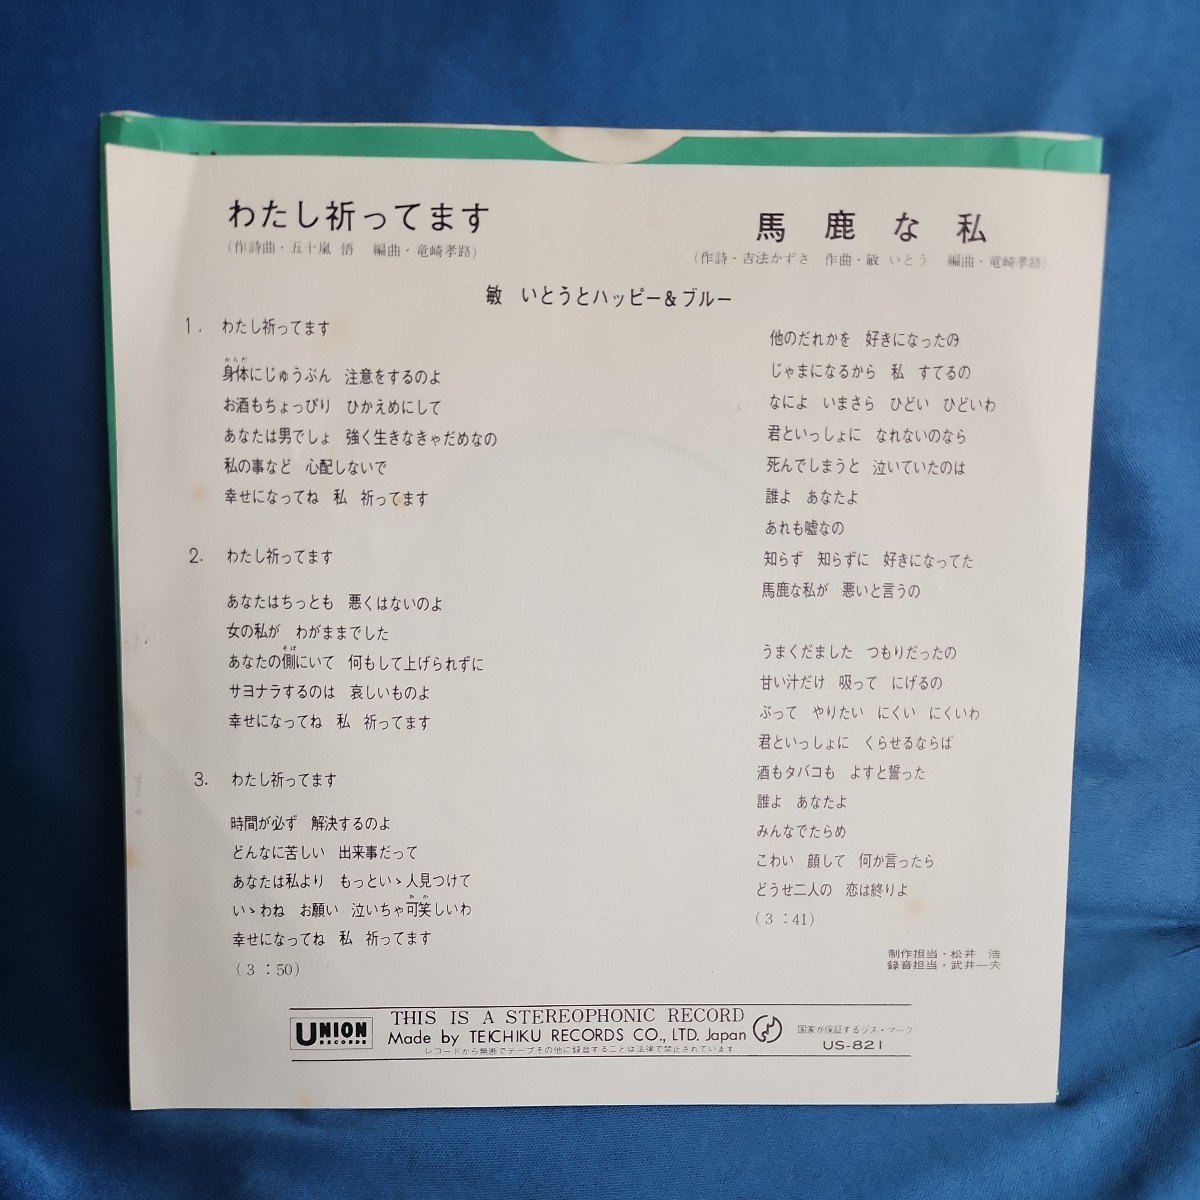 わたし祈ってます
(作詩曲・五十嵐 悟　編曲・竜崎孝路)
馬鹿な私
(作詩・吉法かずさ　作曲・敏 いとう　編曲・竜崎孝路)
敏　いとうとハッピー＆ブルー
1. わたし祈ってます
からだ
身体にじゅうぶん　注意をするのよ
お酒もちょっぴり　ひかえめにして
あなたは男でしょ　強く生きなきゃだめなの
私の事など　心配しないで
幸せになってね　私　祈ってます
2. わたし祈ってます
あなたはちっとも　悪くはないのよ
女の私が　わがままでした
そば
あなたの側にいて　何もして上げられずに
サヨナラするのは　哀しいものよ
幸せになってね　私　祈ってます
3. わたし祈ってます
時間が必ず　解決するのよ
どんなに苦しい　出来事だって
あなたは私より　もっといゝ人見つけて
おか
いゝわね　お願い　泣いちゃ可笑しいわ
幸せになってね　私　祈ってます
(3:50)
他のだれかを　好きになったの
じゃまになるから　私　すてるの
なによ　いまさら　ひどい　ひどいわ
君といっしょに　なれないのなら
死んでしまうと　泣いていたのは
誰よ　あなたよ
あれも嘘なの
知らず　知らずに　好きになってた
馬鹿な私が　悪いと言うの
うまくだました　つもりだったの
甘い汁だけ　吸って　にげるの
ぶって　やりたい　にくい　にくいわ
君といっしょに　くらせるならば
酒もタバコも　よすと誓った
誰よ　あなたよ
みんなでたらめ
こわい　顔して　何か言ったら
どうせ二人の　恋は終りよ
(3:41)
制作担当・松井　浩
録音担当・武井一夫
UNION
RECORDS
THIS IS A STEREOPHONIC RECORD
Made by TEICHIKU RECORDS CO., LTD. Japan
レコードから無断でテープその他に録音することは法律で禁止されています
国家が保証するジス・マーク
US-821